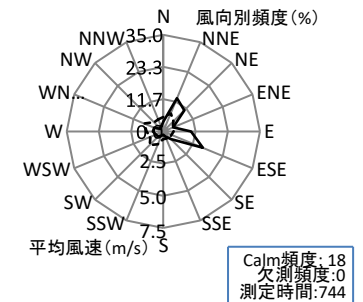 N
風向別頻度(%)
35.0
NNW
NNE
NW
23.3
NE
WN...
11.7
ENE
W
0.0
E
WSW
2.5
ESE
SW
5.0
SE
SSW
SSE
7.5
平均風速(m/s)
S
Calm頻度: 18
欠測頻度:0
測定時間:744